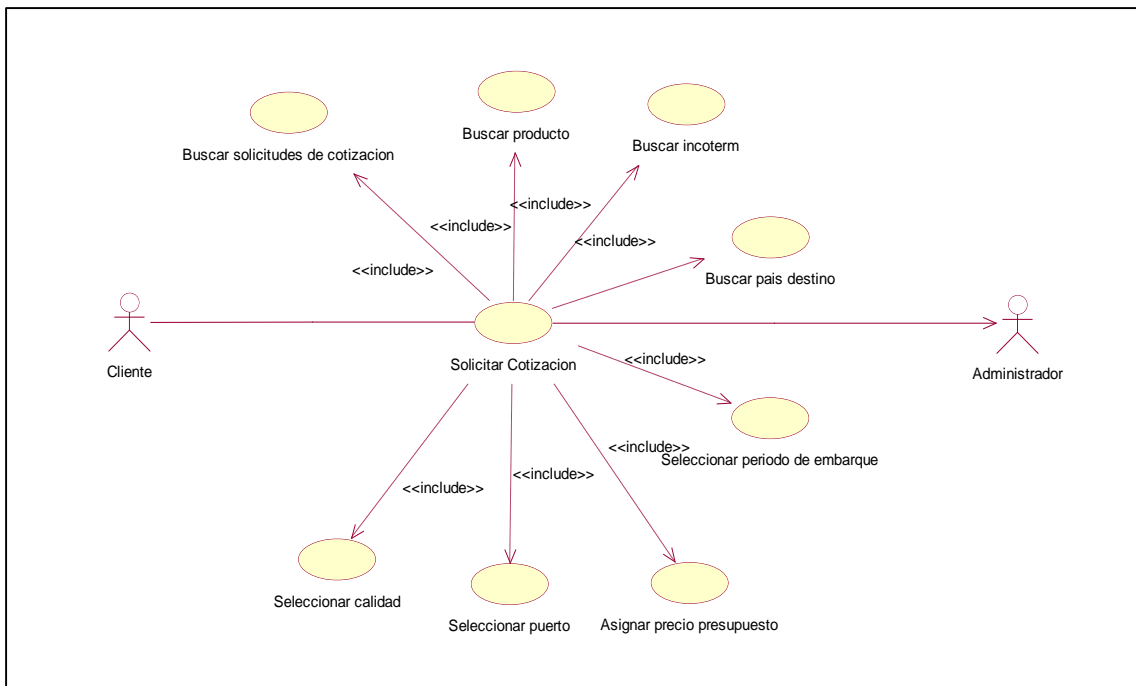 Buscar producto
Buscar incoterm
Buscar solicitudes de cotizacion
<<include>>
<<include>>
<<include>>
<<include>>
Buscar pais destino
Cliente
Solicitar Cotizacion
<<include>>
Administrador
<<include>>
Seleccionar periodo de embarque
<<include>>
<<include>>
Seleccionar calidad
Seleccionar puerto
Asignar precio presupuesto